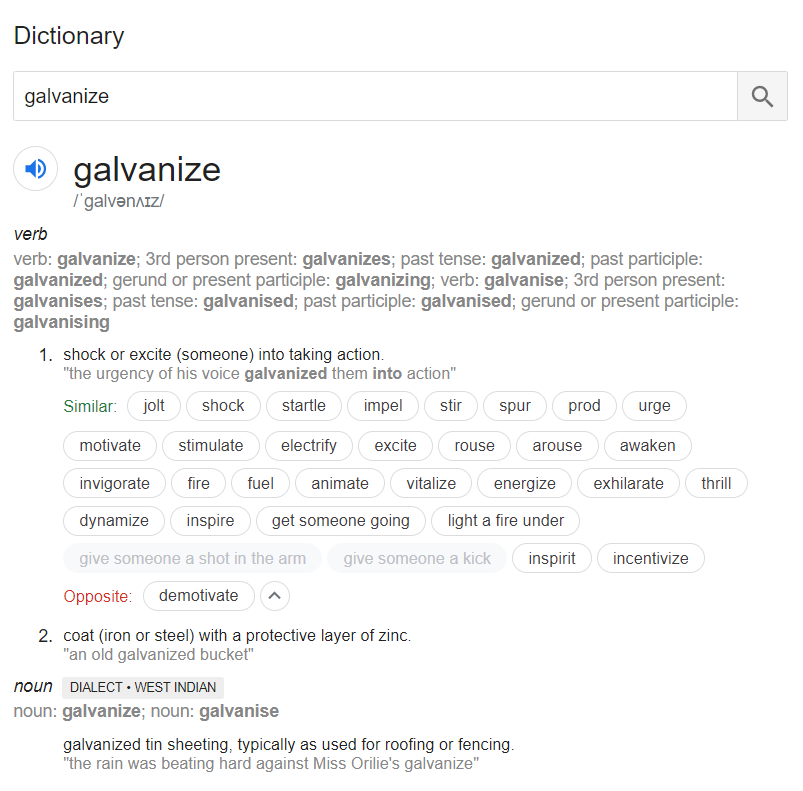 Dictionary
galvanize
galvanize
/ˈɡalvənʌɪz/
verb
verb: galvanize; 3rd person present: galvanizes; past tense: galvanized; past participle:
galvanized; gerund or present participle: galvanizing; verb: galvanise; 3rd person present:
galvanises; past tense: galvanised; past participle: galvanised; gerund or present participle:
galvanising
1. shock or excite (someone) into taking action.
"the urgency of his voice galvanized them into action"
Similar: jolt shock startle impel stir spur prod urge
motivate stimulate electrify excite rouse arouse awaken
invigorate fire fuel animate vitalize energize exhilarate thrill
dynamize inspire get someone going light a fire under
give someone a shot in the arm give someone a kick inspirit incentivize
Opposite: demotivate
2. coat (iron or steel) with a protective layer of zinc.
"an old galvanized bucket"
noun DIALECT • WEST INDIAN
noun: galvanize; noun: galvanise
galvanized tin sheeting, typically as used for roofing or fencing.
"the rain was beating hard against Miss Orilie's galvanize"